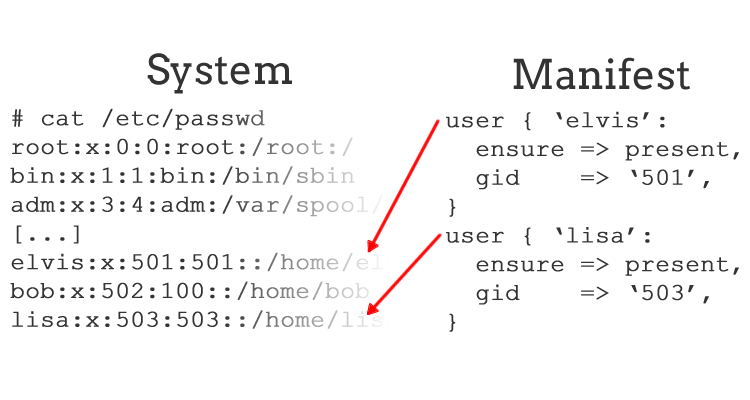 System
# cat /etc/passwd
root:x:0:0:root:/root:/
bin:x:1:1:bin:/bin/sbin
adm:x:3:4:adm:/var/spool/
[...]
elvis:x:501:501::/home/el
bob:x:502:100::/home/bob
lisa:x:503:503::/home/lis
Manifest
user { ‘elvis’:
  ensure => present,
  gid    => ‘501’,
}
user { ‘lisa’:
  ensure => present,
  gid    => ‘503’,
}